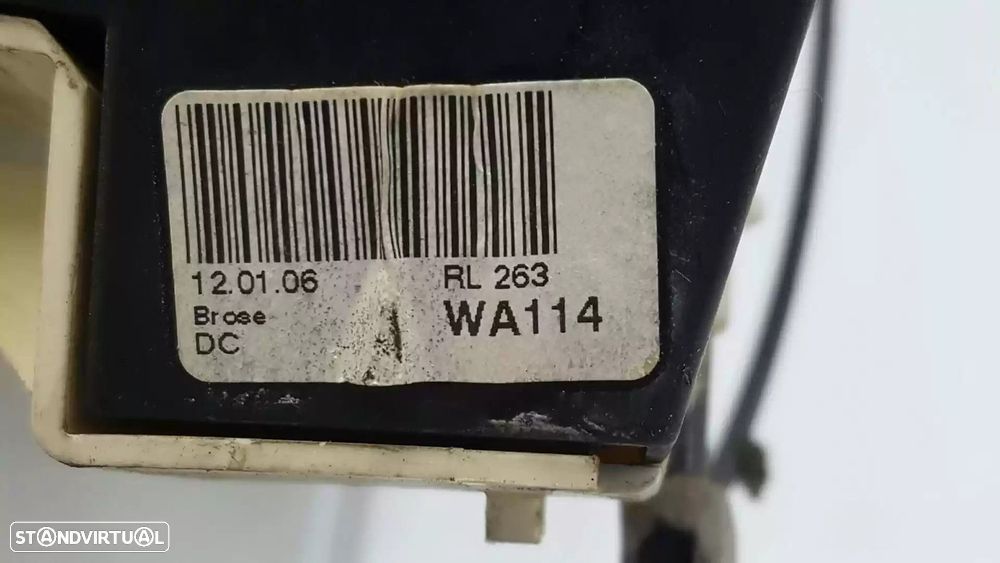 12.01.06 RL 263
Brose WA114
DC
STANDVIRTUAL